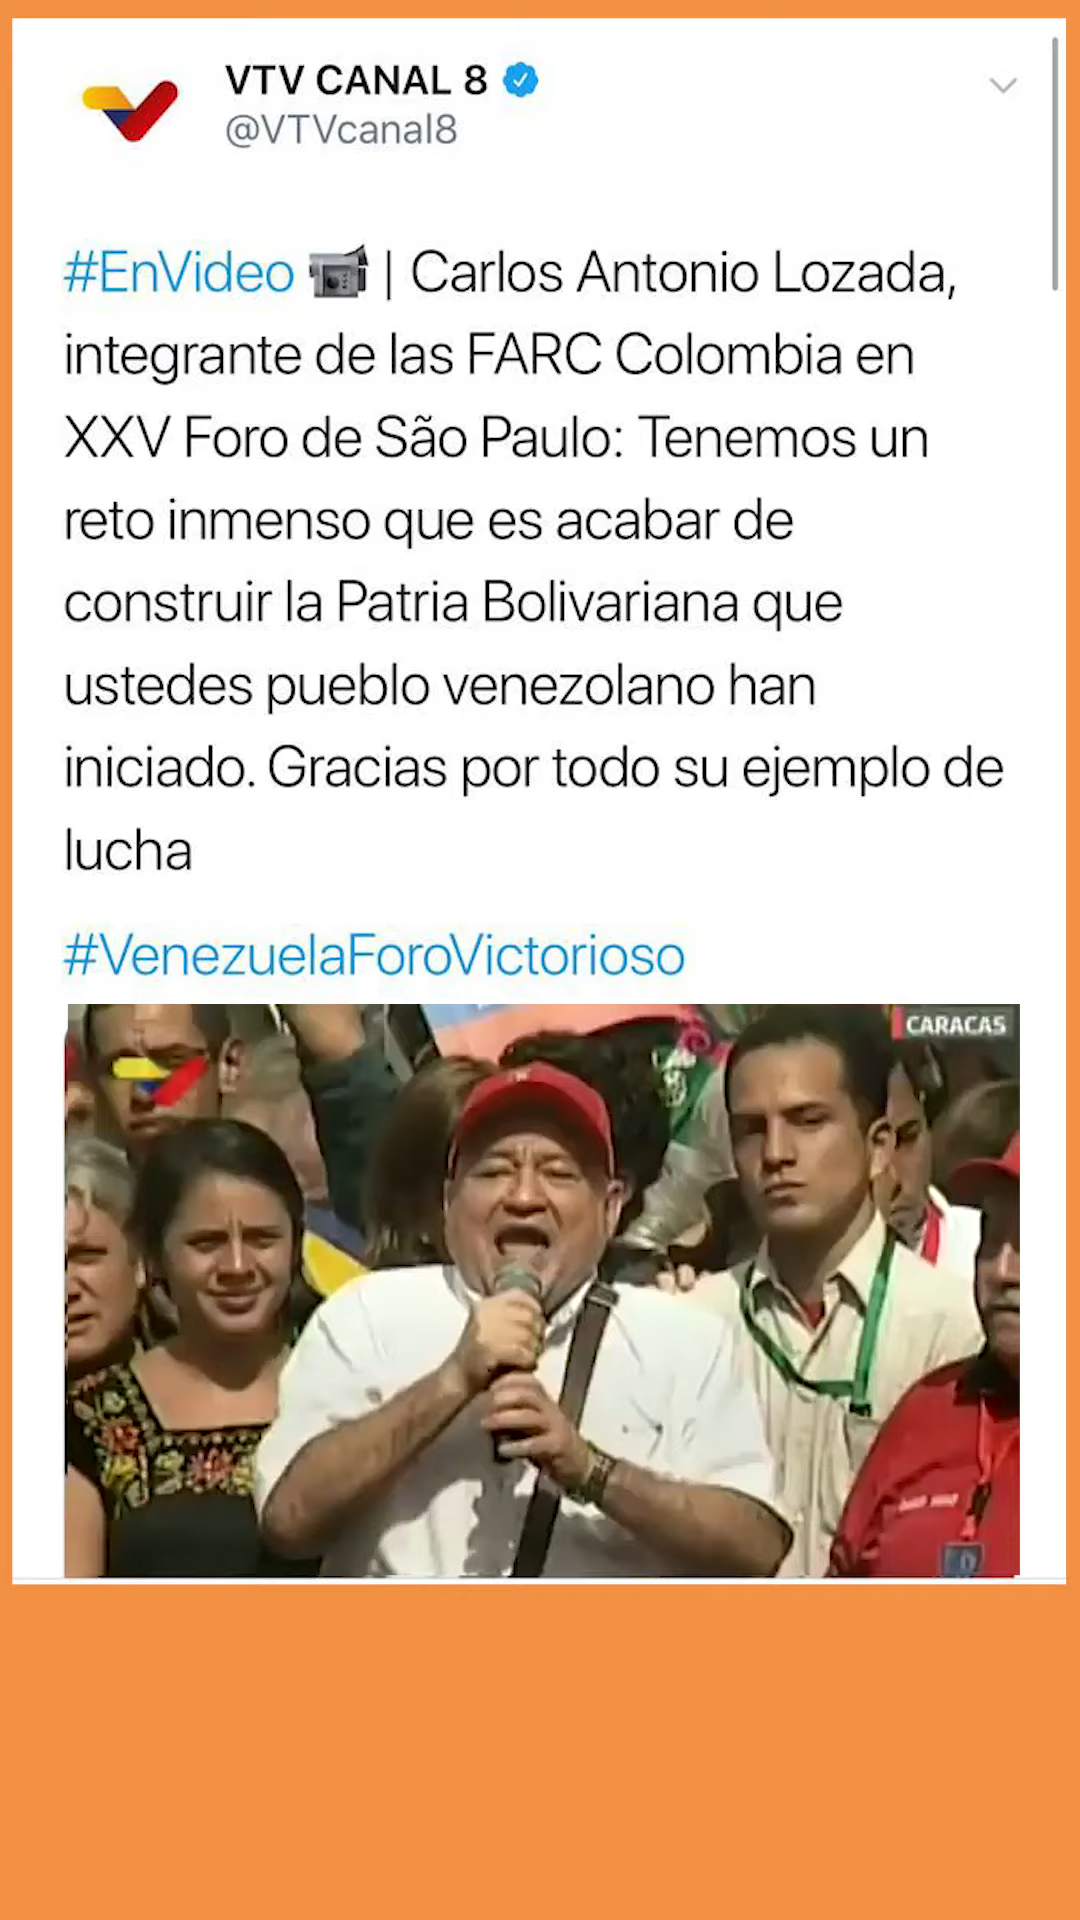 VTV CANAL 8
@VTVcanal8
#EnVideo 📹 | Carlos Antonio Lozada,
integrante de las FARC Colombia en
XXV Foro de São Paulo: Tenemos un
reto inmenso que es acabar de
construir la Patria Bolivariana que
ustedes pueblo venezolano han
iniciado. Gracias por todo su ejemplo de
lucha
#VenezuelaForoVictorioso
CARACAS